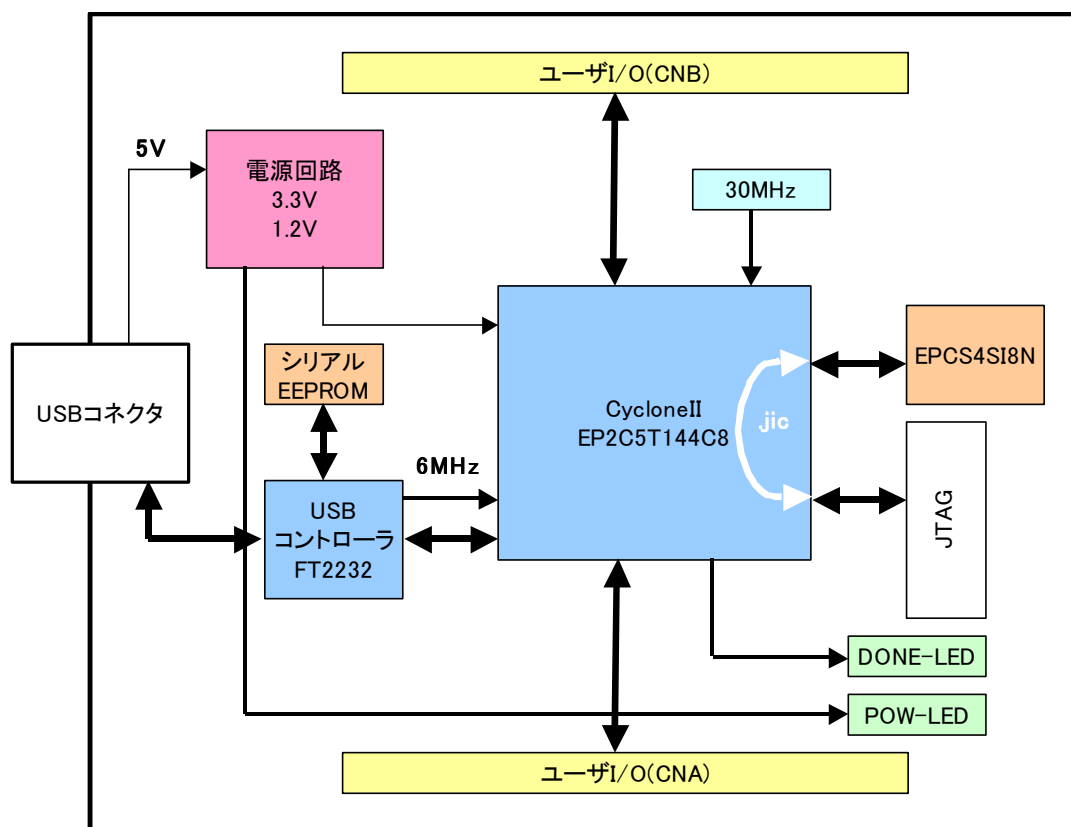 ユーザI/O(CNB)
5V
電源回路
3.3V
1.2V
30MHz
USBコネクタ
シリアル
EEPROM
CycloneII
EP2C5T144C8
.jic
EPCS4SI8N
6MHz
USB
コントローラ
FT2232
JTAG
DONE-LED
POW-LED
ユーザI/O(CNA)